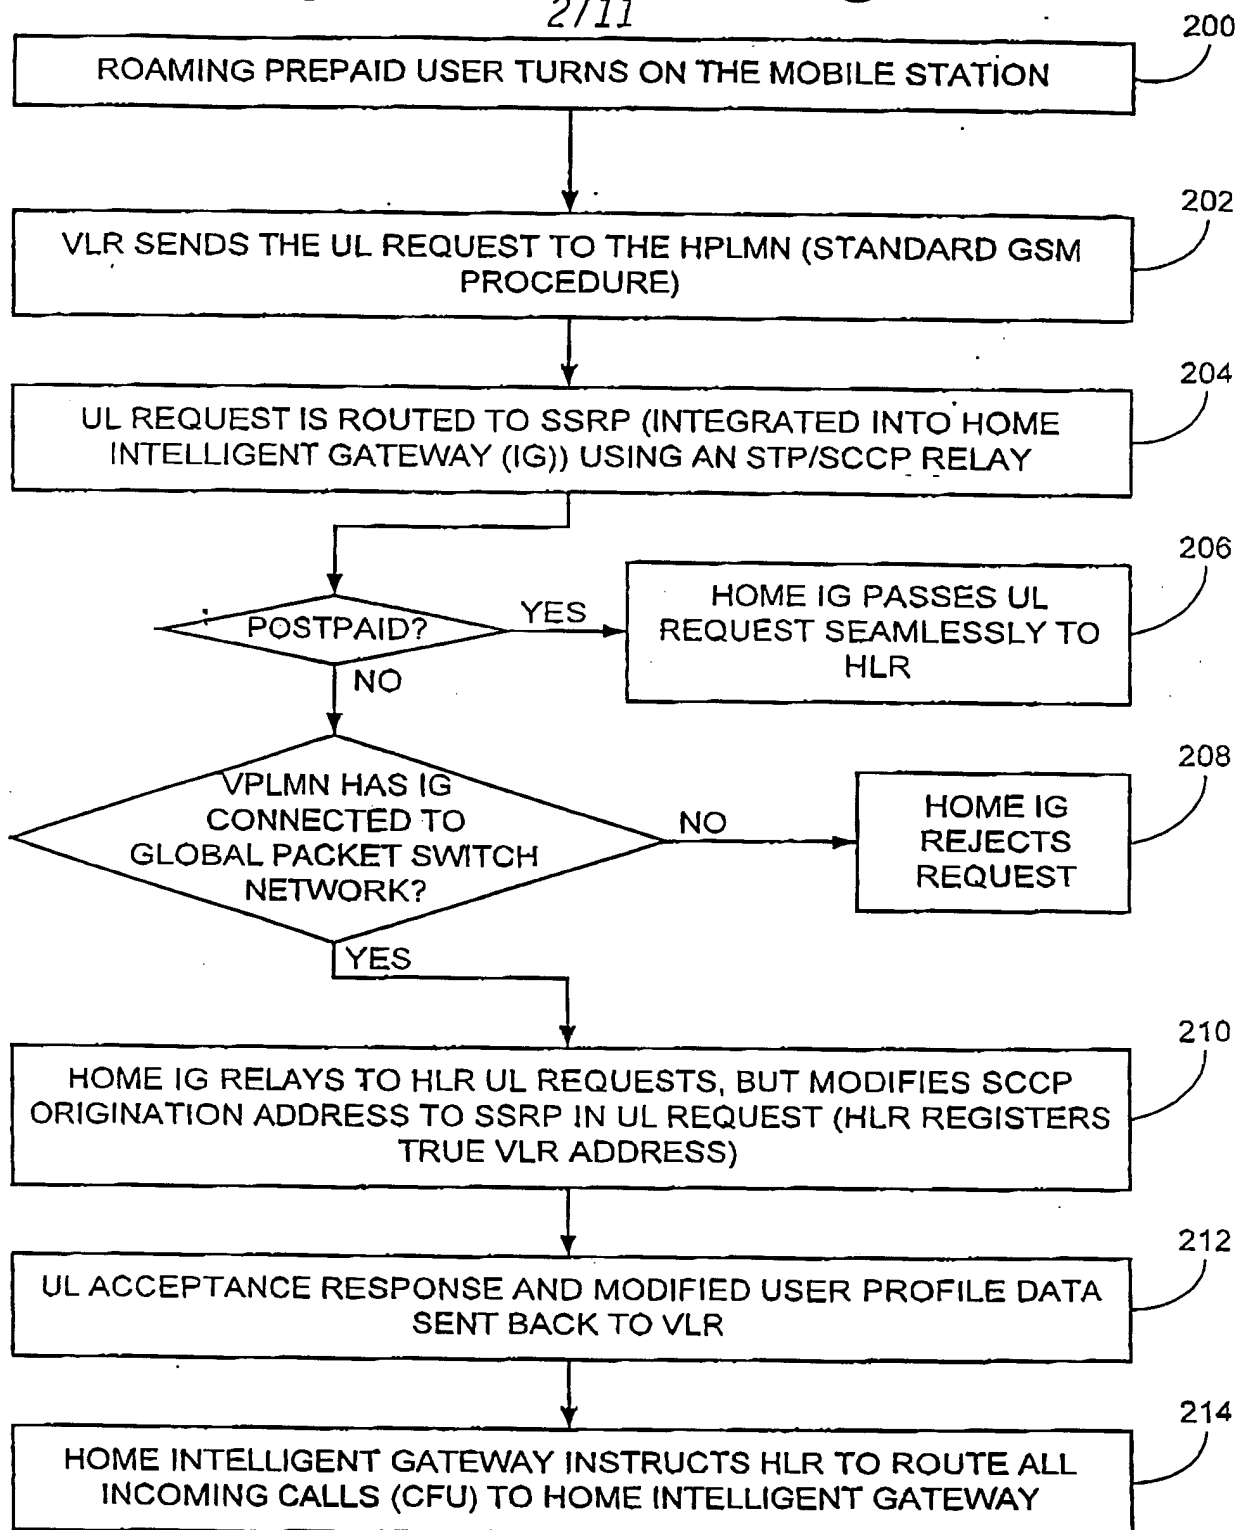 2/11
200
ROAMING PREPAID USER TURNS ON THE MOBILE STATION
202
VLR SENDS THE UL REQUEST TO THE HPLMN (STANDARD GSM
PROCEDURE)
204
UL REQUEST IS ROUTED TO SSRP (INTEGRATED INTO HOME
INTELLIGENT GATEWAY (IG)) USING AN STP/SCCP RELAY
206
POSTPAID?
YES
HOME IG PASSES UL
REQUEST SEAMLESSLY TO
HLR
NO
208
VPLMN HAS IG
CONNECTED TO
GLOBAL PACKET SWITCH
NETWORK?
NO
HOME IG
REJECTS
REQUEST
YES
210
HOME IG RELAYS TO HLR UL REQUESTS, BUT MODIFIES SCCP
ORIGINATION ADDRESS TO SSRP IN UL REQUEST (HLR REGISTERS
TRUE VLR ADDRESS)
212
UL ACCEPTANCE RESPONSE AND MODIFIED USER PROFILE DATA
SENT BACK TO VLR
214
HOME INTELLIGENT GATEWAY INSTRUCTS HLR TO ROUTE ALL
INCOMING CALLS (CFU) TO HOME INTELLIGENT GATEWAY